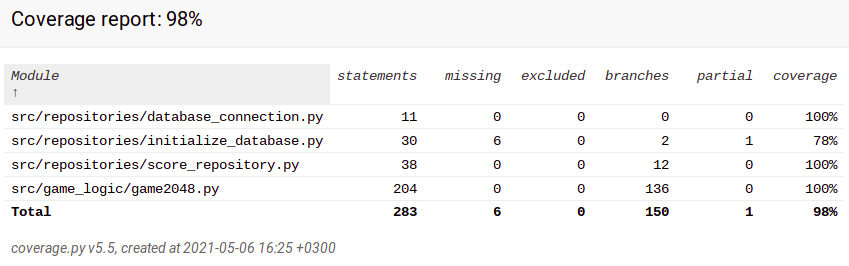 Coverage report: 98%
Module statements missing excluded branches partial coverage
↑
src/repositories/database_connection.py 11 0 0 0 0 100%
src/repositories/initialize_database.py 30 6 0 2 1 78%
src/repositories/score_repository.py 38 0 0 12 0 100%
src/game_logic/game2048.py 204 0 0 136 0 100%
Total 283 6 0 150 1 98%
coverage.py v5.5, created at 2021-05-06 16:25 +0300